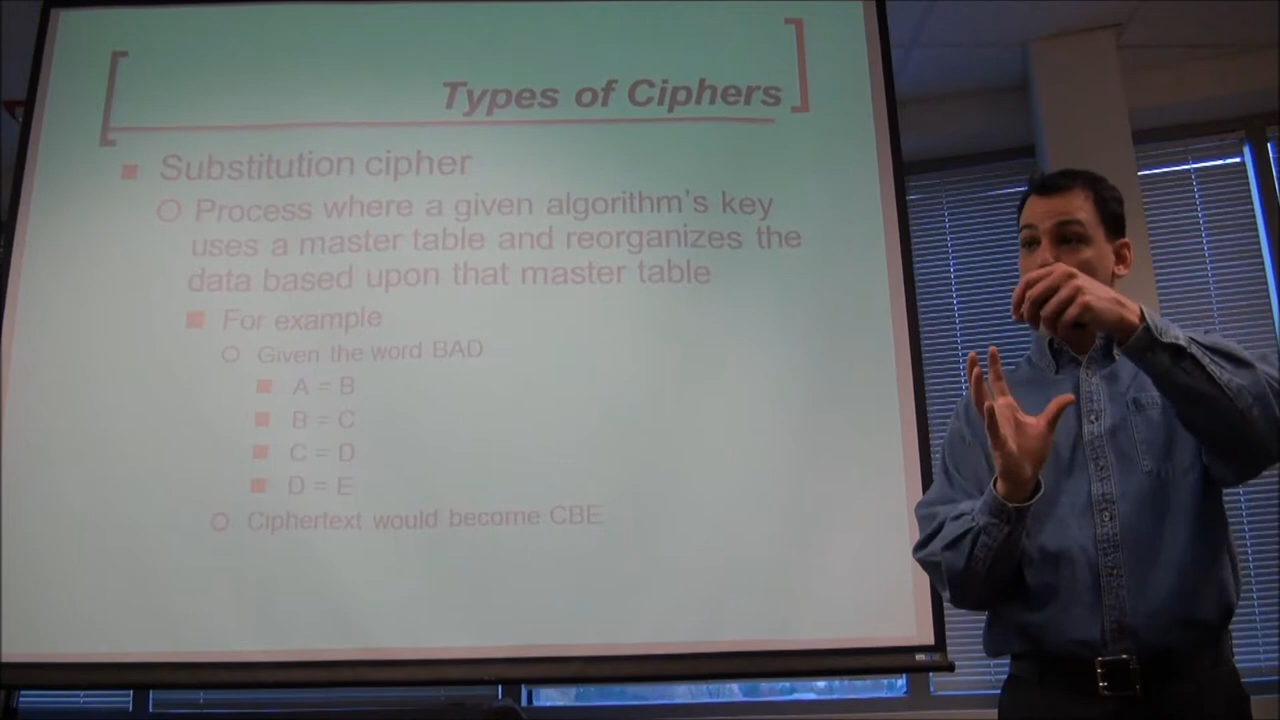 Types of Ciphers
Substitution cipher
Process where a given algorithm's key
uses a master table and reorganizes the
data based upon that master table
For example
Given the word BAD
A = B
B = C
C = D
D = E
Ciphertext would become CBE